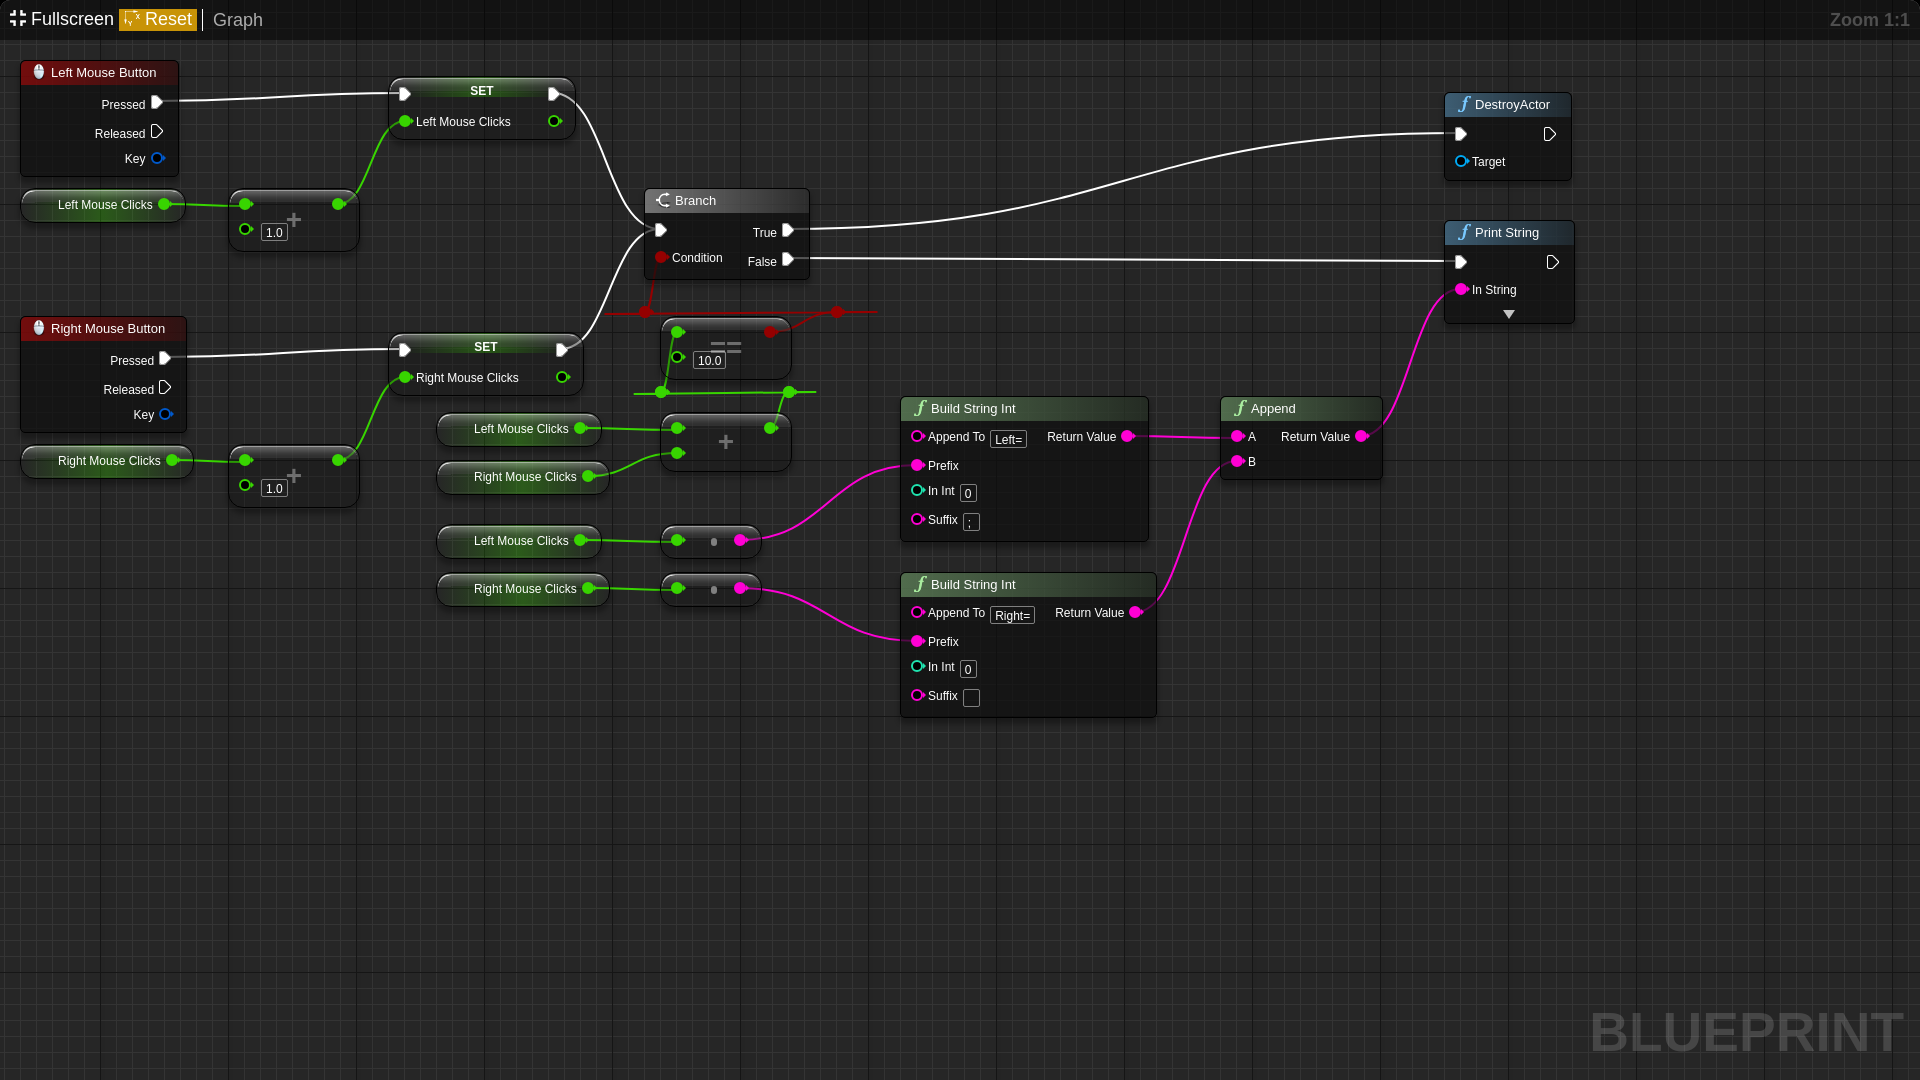 Fullscreen Reset Graph Zoom 1:1
Left Mouse Button
Pressed
Released
Key
SET
Left Mouse Clicks
Left Mouse Clicks
+
1.0
Right Mouse Button
Pressed
Released
Key
SET
Right Mouse Clicks
Right Mouse Clicks
+
1.0
Branch
True
Condition
False
==
10.0
Left Mouse Clicks
Right Mouse Clicks
+
Left Mouse Clicks
Right Mouse Clicks
Build String Int
Append To Left= Return Value
Prefix
In Int 0
Suffix ;
Build String Int
Append To Right= Return Value
Prefix
In Int 0
Suffix
Append
A Return Value
B
DestroyActor
Target
Print String
In String
BLUEPRINT